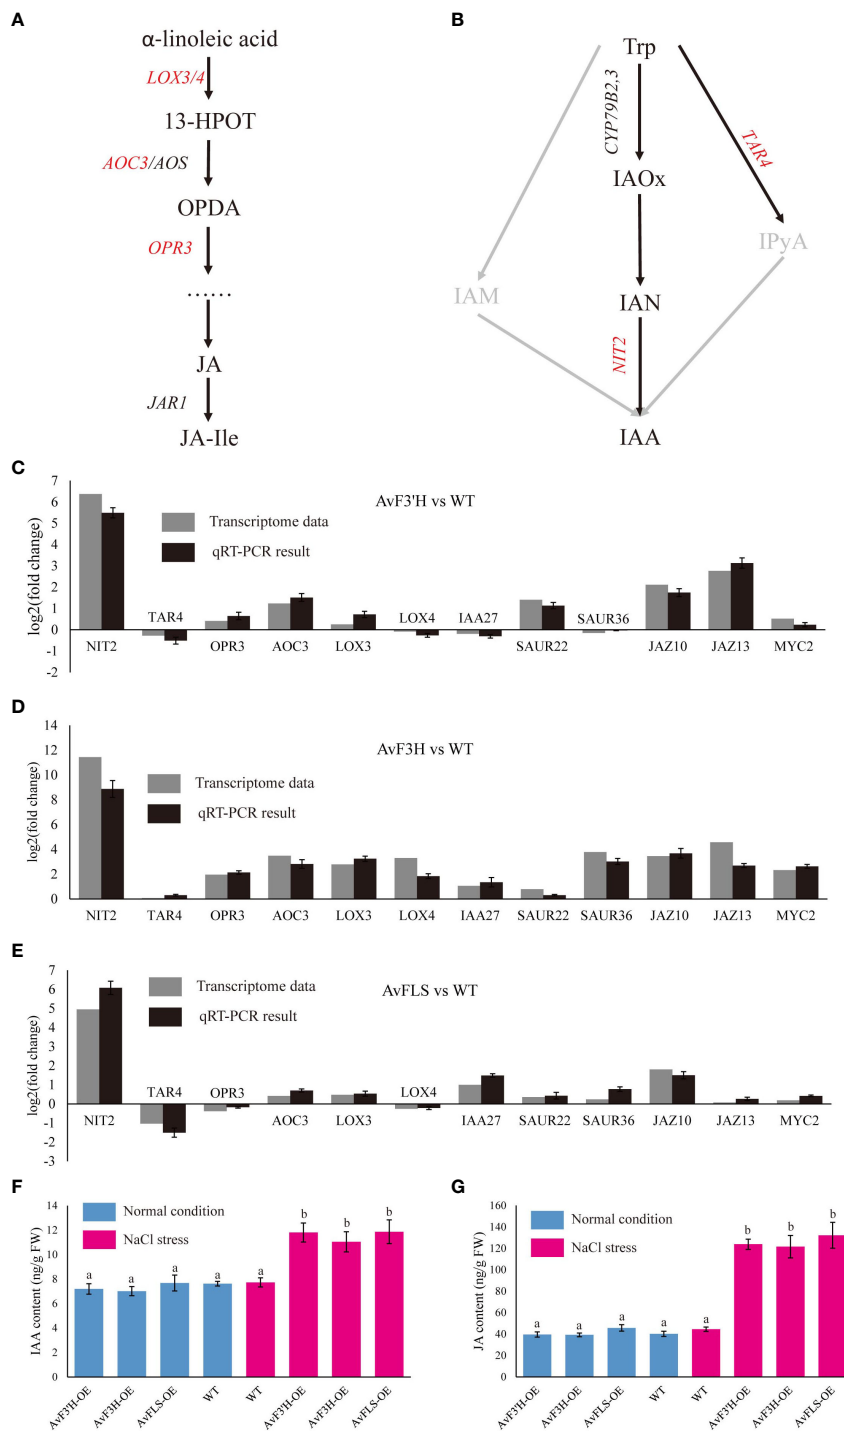 A
α-linoleic acid
LOX3/4
13-HPOT
AOC3/AOS
OPDA
OPR3
......
JA
JAR1
JA-Ile
B
Trp
CYP79B2,3
TAR4
IAOx
IPyA
IAM
IAN
NIT2
IAA
C
AvF3'H vs WT
Transcriptome data
qRT-PCR result
log2(fold change)
7
6
5
4
3
2
1
0
-1
-2
NIT2 TAR4 OPR3 AOC3 LOX3 LOX4 IAA27 SAUR22 SAUR36 JAZ10 JAZ13 MYC2
D
AvF3H vs WT
Transcriptome data
qRT-PCR result
log2(fold change)
14
12
10
8
6
4
2
0
NIT2 TAR4 OPR3 AOC3 LOX3 LOX4 IAA27 SAUR22 SAUR36 JAZ10 JAZ13 MYC2
E
AvFLS vs WT
Transcriptome data
qRT-PCR result
log2(fold change)
7
6
5
4
3
2
1
0
-1
-2
-3
NIT2 TAR4 OPR3 AOC3 LOX3 LOX4 IAA27 SAUR22 SAUR36 JAZ10 JAZ13 MYC2
F
Normal condition
NaCl stress
IAA content (ng/g FW)
14
12
10
8
6
4
2
0
a a a a a b b b
AvF3'H-OE AvF3H-OE AvFLS-OE WT WT AvF3'H-OE AvF3H-OE AvFLS-OE
G
Normal condition
NaCl stress
JA content (ng/g FW)
160
140
120
100
80
60
40
20
0
a a a a a b b b
AvF3'H-OE AvF3H-OE AvFLS-OE WT WT AvF3'H-OE AvF3H-OE AvFLS-OE